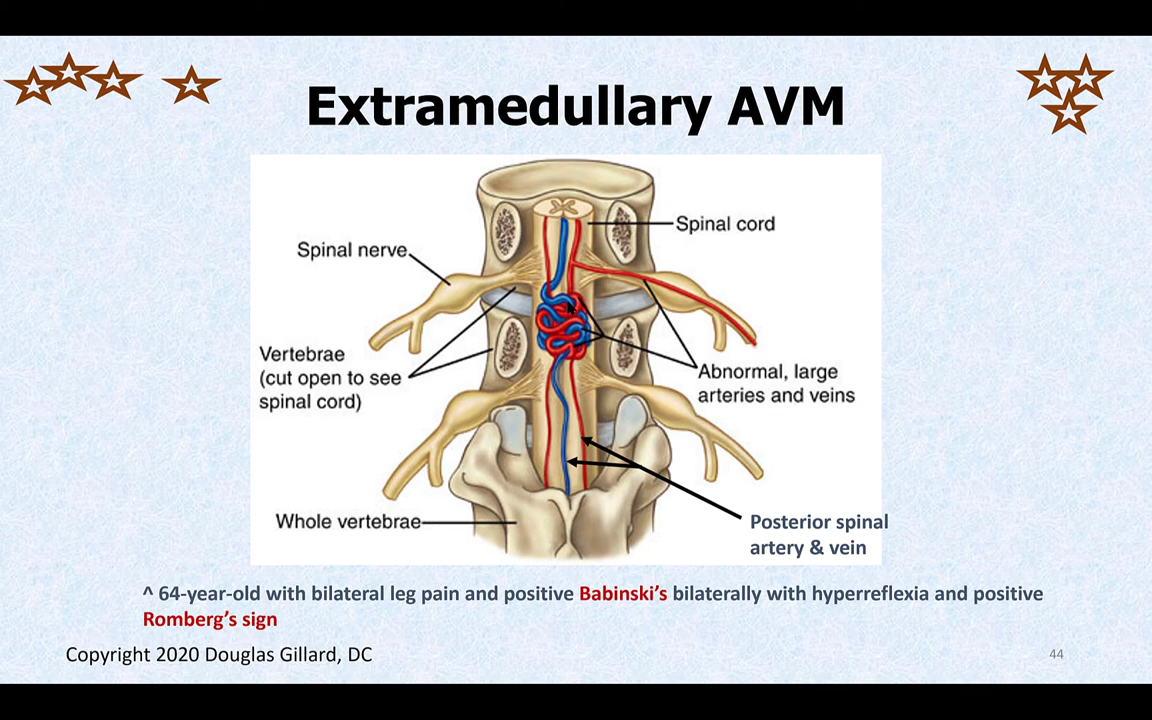 Extramedullary AVM
Spinal cord
Spinal nerve
Vertebrae
(cut open to see
spinal cord)
Abnormal, large
arteries and veins
Whole vertebrae
Posterior spinal
artery & vein
^ 64-year-old with bilateral leg pain and positive Babinski’s bilaterally with hyperreflexia and positive
Romberg’s sign
Copyright 2020 Douglas Gillard, DC
44